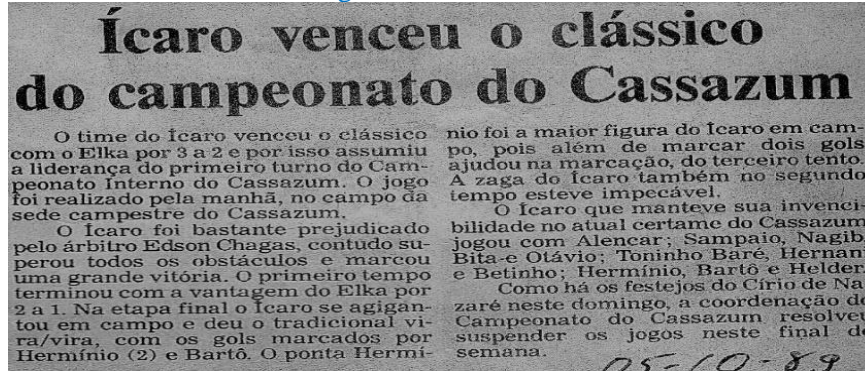 Ícaro venceu o clássico
do campeonato do Cassazum
O time do Ícaro venceu o clássico
com o Elka por 3 a 2 e por isso assumiu
a liderança do primeiro turno do Cam-
peonato Interno do Cassazum. O jogo
foi realizado pela manhã, no campo da
sede campestre do Cassazum.
O Ícaro foi bastante prejudicado
pelo árbitro Edson Chagas, contudo su-
perou todos os obstáculos e marcou
uma grande vitória. O primeiro tempo
terminou com a vantagem do Elka por
2 a 1. Na etapa final o Ícaro se agigan-
tou em campo e deu o tradicional vi-
ra/vira, com os gols marcados por
Hermínio (2) e Bartô. O ponta Hermí-
nio foi a maior figura do Ícaro em cam-
po, pois além de marcar dois gols
ajudou na marcação, do terceiro tento.
A zaga do Ícaro também no segundo
tempo esteve impecável.
O Ícaro que manteve sua invenci-
bilidade no atual certame do Cassazum
jogou com Alencar; Sampaio, Nagib,
Bita e Otávio; Toninho Baré, Hernan
e Betinho; Hermínio, Bartô e Helder.
Como há os festejos do Círio de Na
zaré neste domingo, a coordenação d
Campeonato do Cassazum resolveu
suspender os jogos neste final d
semana.
05-10-89